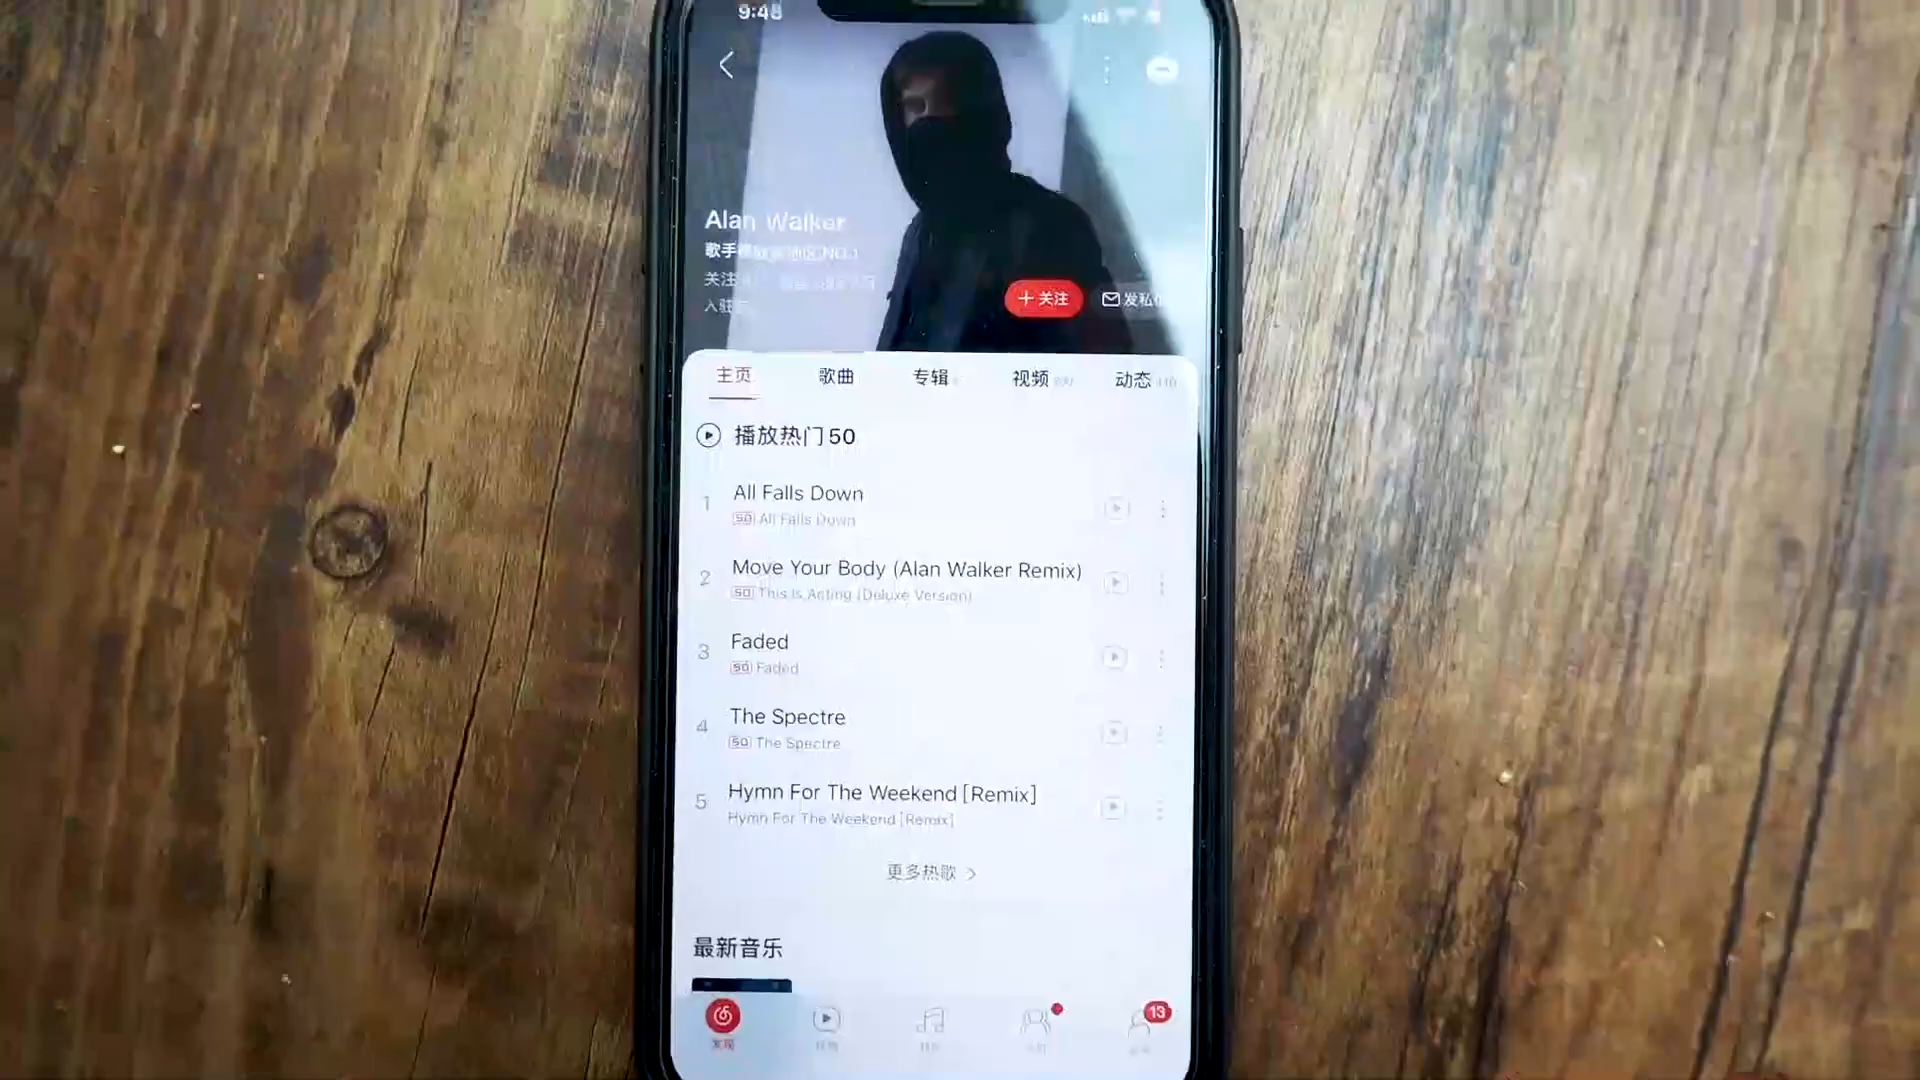 9:48
Alan Walker
歌手
关注
入驻
+ 关注
发私信
主页 歌曲 专辑 视频 动态
播放热门50
1
All Falls Down
SQ All Falls Down
2
Move Your Body (Alan Walker Remix)
SQ This Is Acting (Deluxe Version)
3
Faded
SQ Faded
4
The Spectre
SQ The Spectre
5
Hymn For The Weekend [Remix]
Hymn For The Weekend [Remix]
更多热歌 >
最新音乐
13
发现